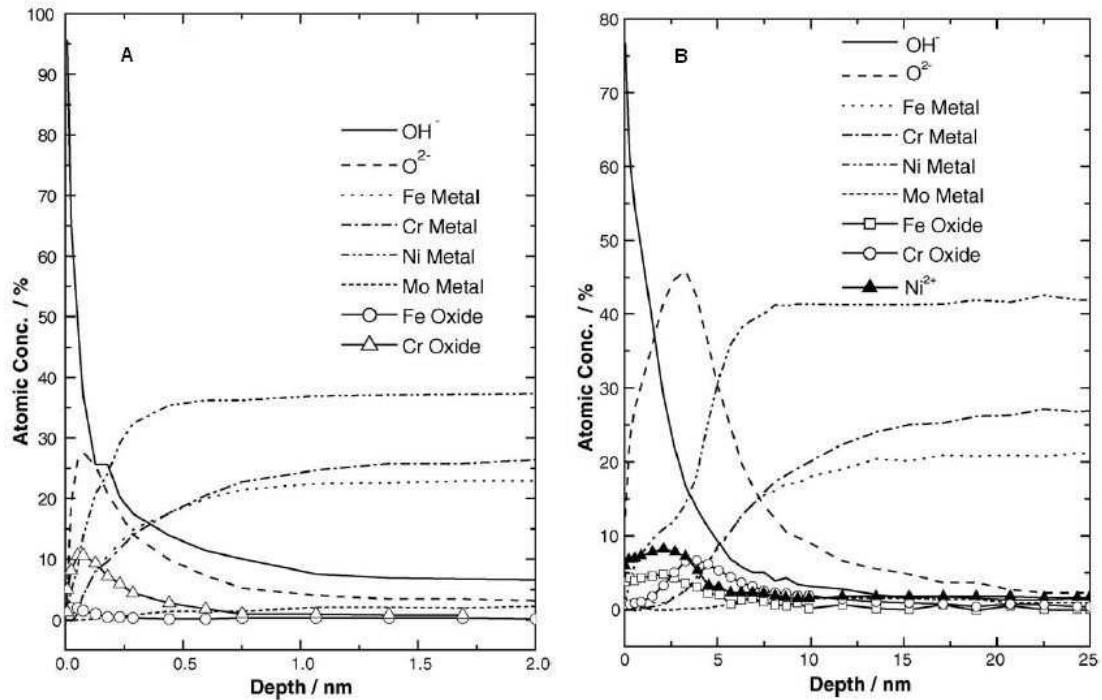 A
Atomic Conc. / %
100
90
80
70
60
50
40
30
20
10
0
OH⁻
O²⁻
Fe Metal
Cr Metal
Ni Metal
Mo Metal
Fe Oxide
Cr Oxide
0.0 0.5 1.0 1.5 2.0
Depth / nm
B
Atomic Conc. / %
80
70
60
50
40
30
20
10
0
OH⁻
O²⁻
Fe Metal
Cr Metal
Ni Metal
Mo Metal
Fe Oxide
Cr Oxide
Ni²⁺
0 5 10 15 20 25
Depth / nm